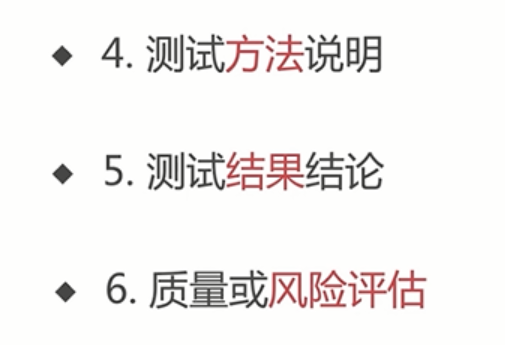 ◆ 4. 测试方法说明
◆ 5. 测试结果结论
◆ 6. 质量或风险评估